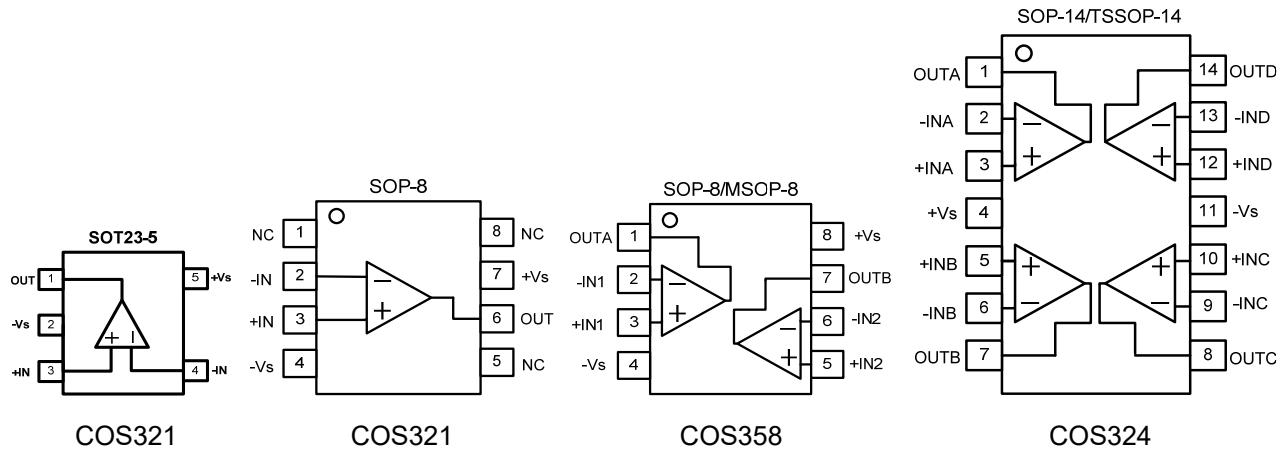 SOT23-5
OUT 1
5 +Vs
-Vs 2
+IN 3
4 -IN
+ −
COS321
SOP-8
NC 1
8 NC
-IN 2
7 +Vs
+IN 3
6 OUT
-Vs 4
5 NC
−
+
COS321
SOP-8/MSOP-8
OUTA 1
8 +Vs
-IN1 2
7 OUTB
+IN1 3
6 -IN2
-Vs 4
5 +IN2
− −
+ +
COS358
SOP-14/TSSOP-14
OUTA 1
14 OUTD
-INA 2
13 -IND
+INA 3
12 +IND
+Vs 4
11 -Vs
+INB 5
10 +INC
-INB 6
9 -INC
OUTB 7
8 OUTC
− −
+ +
+ +
− −
COS324